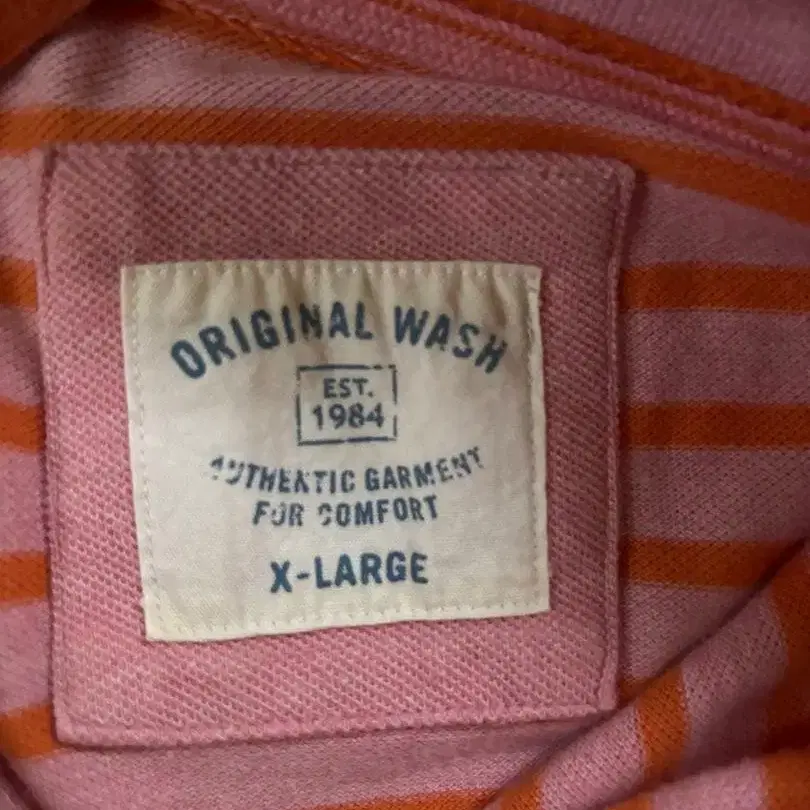 ORIGINAL WASH
EST.
1984
AUTHENTIC GARMENT
FOR COMFORT
X-LARGE